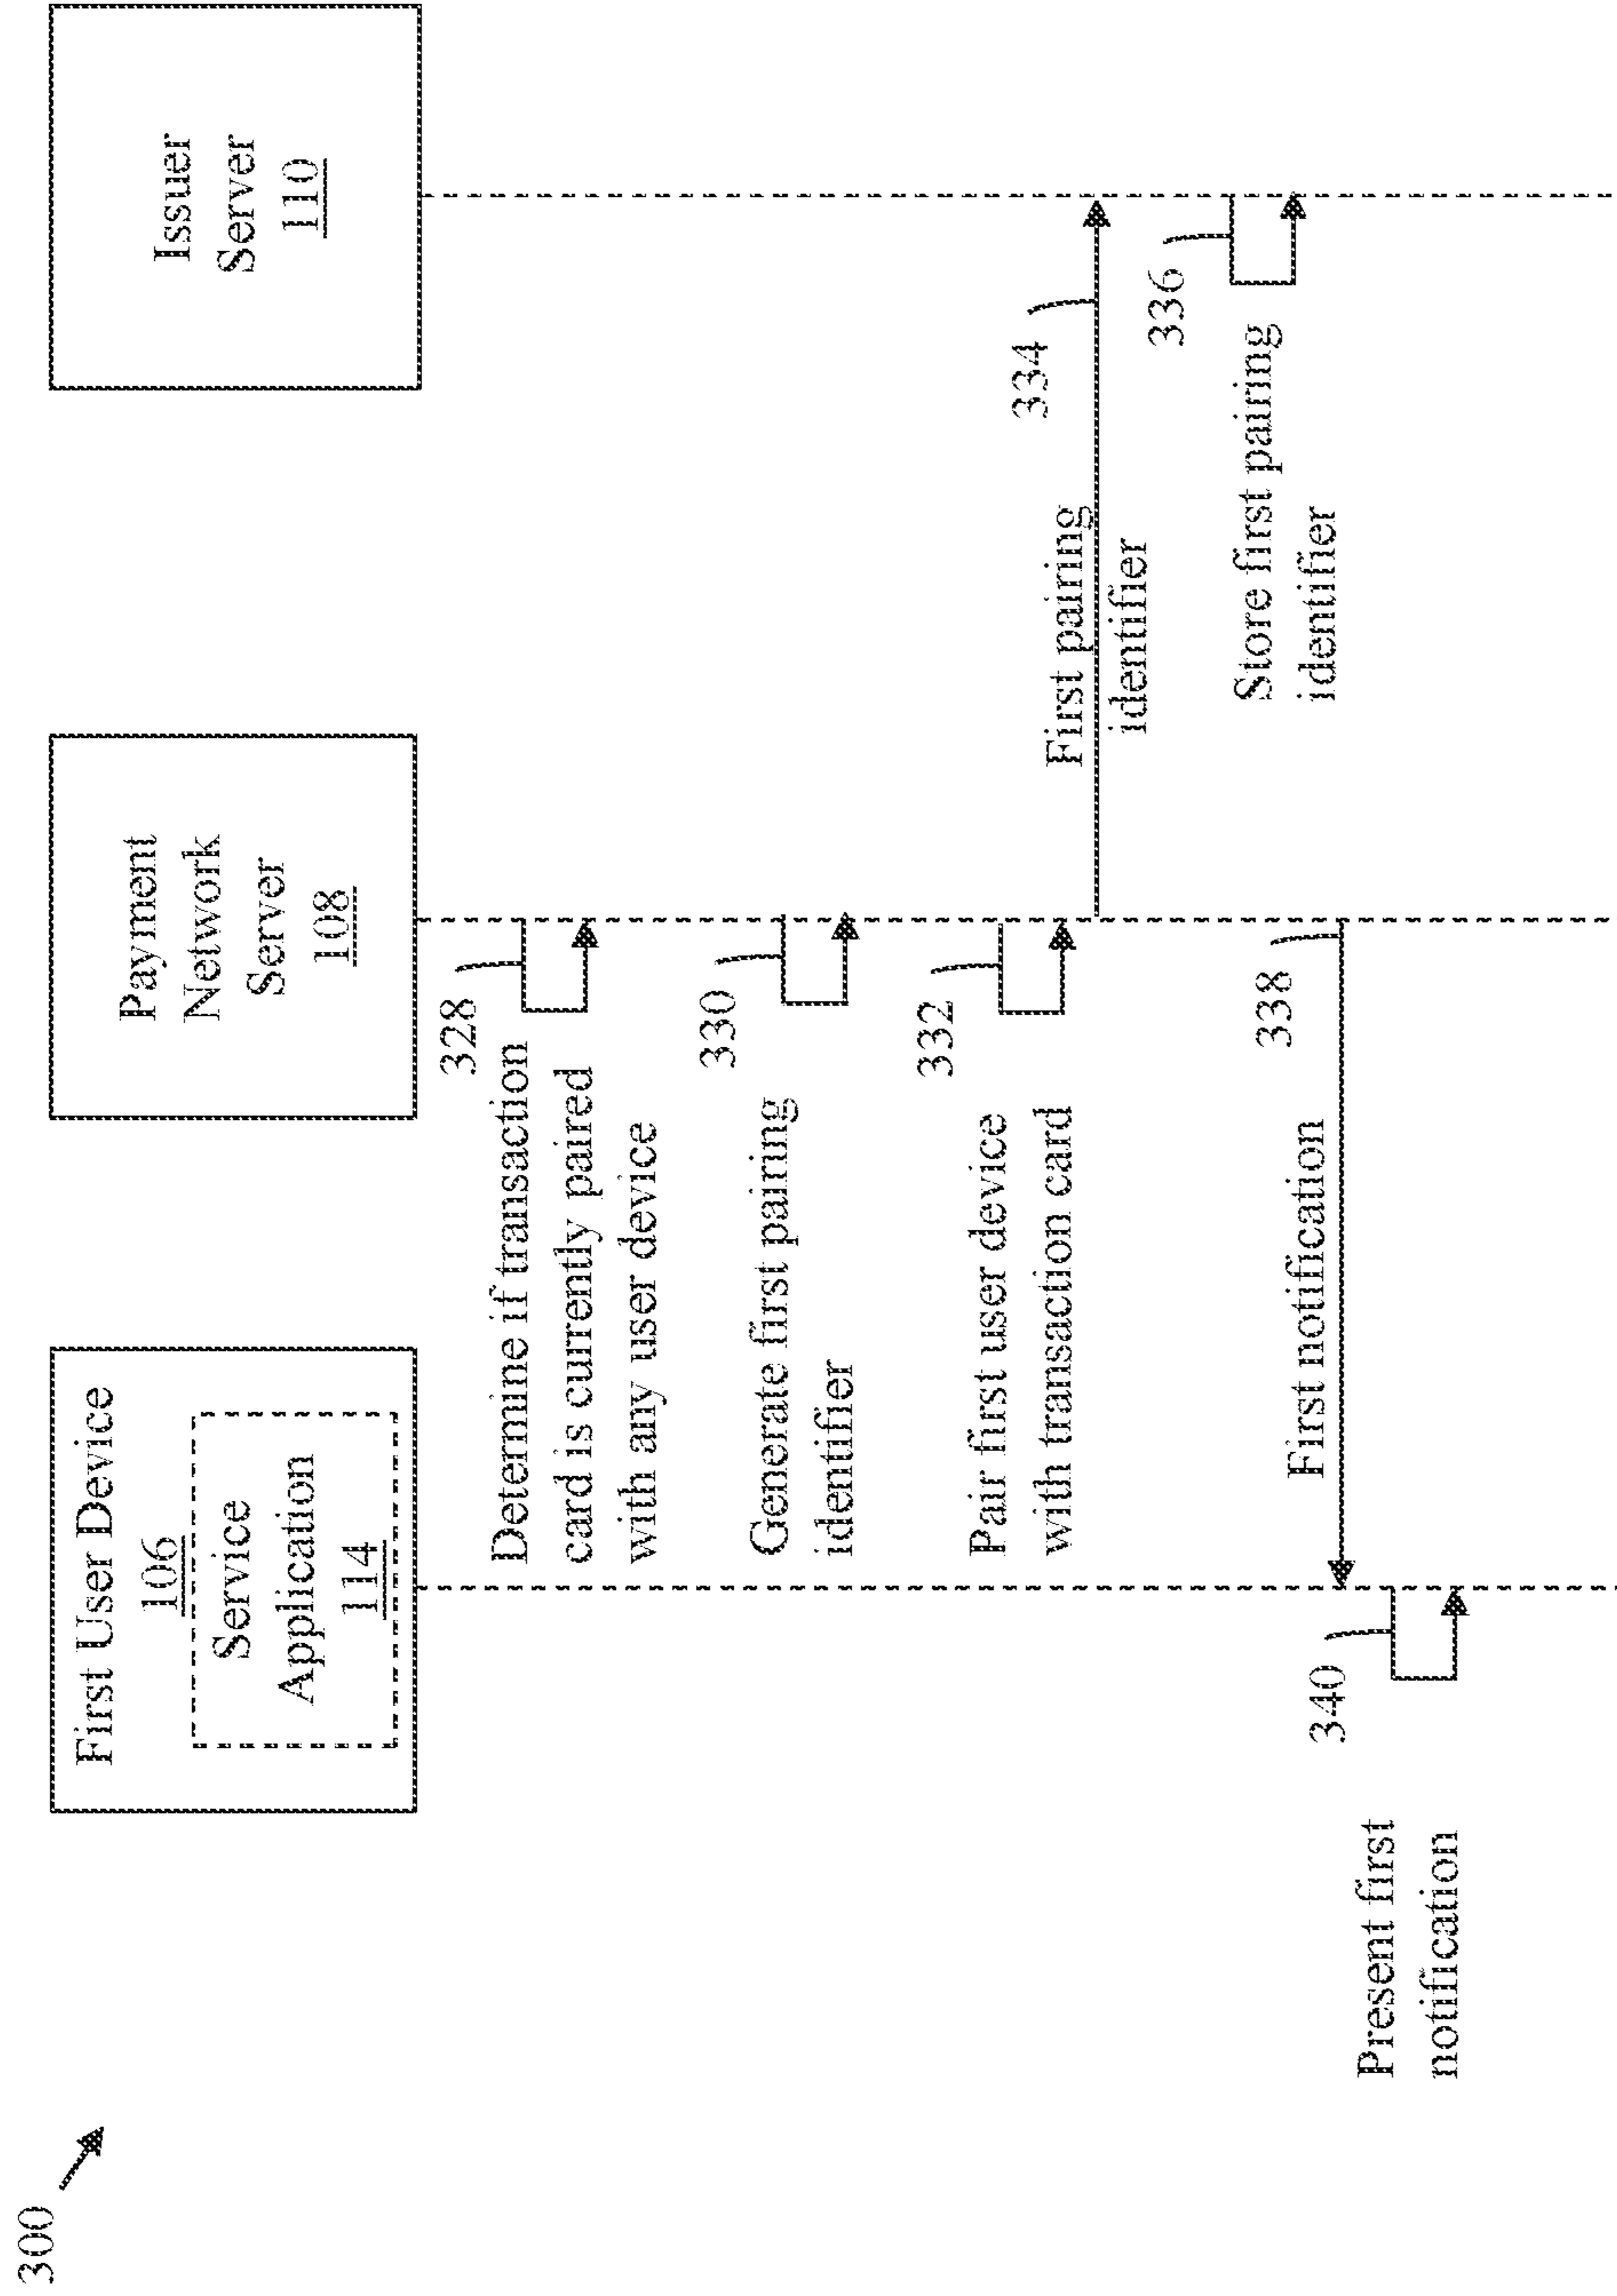 300
First User Device
106
Service
Application
114
Payment
Network
Server
108
Issuer
Server
110
328
Determine if transaction
card is currently paired
with any user device
330
Generate first pairing
identifier
332
Pair first user device
with transaction card
334
First pairing
identifier
336
Store first pairing
identifier
338
First notification
340
Present first
notification